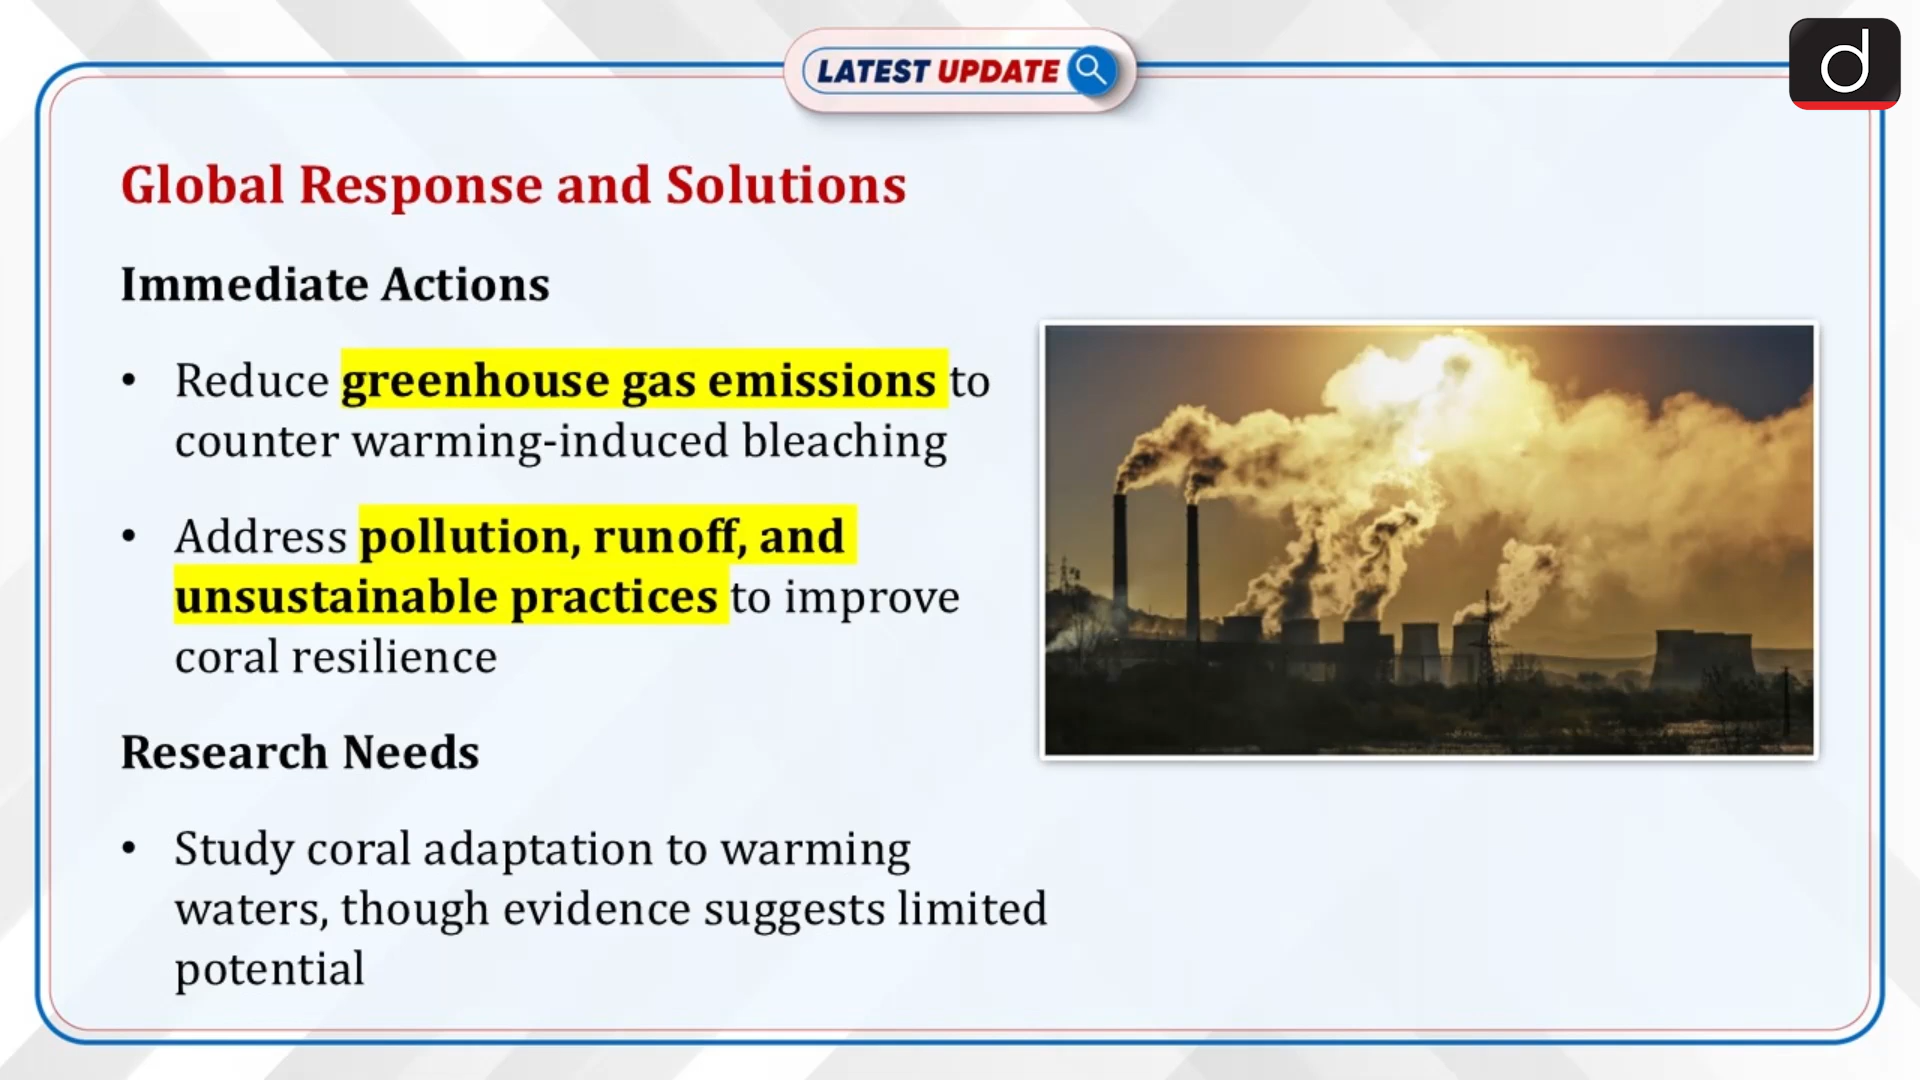 LATEST UPDATE
d
Global Response and Solutions
Immediate Actions
• Reduce greenhouse gas emissions to
counter warming-induced bleaching
• Address pollution, runoff, and
unsustainable practices to improve
coral resilience
Research Needs
• Study coral adaptation to warming
waters, though evidence suggests limited
potential